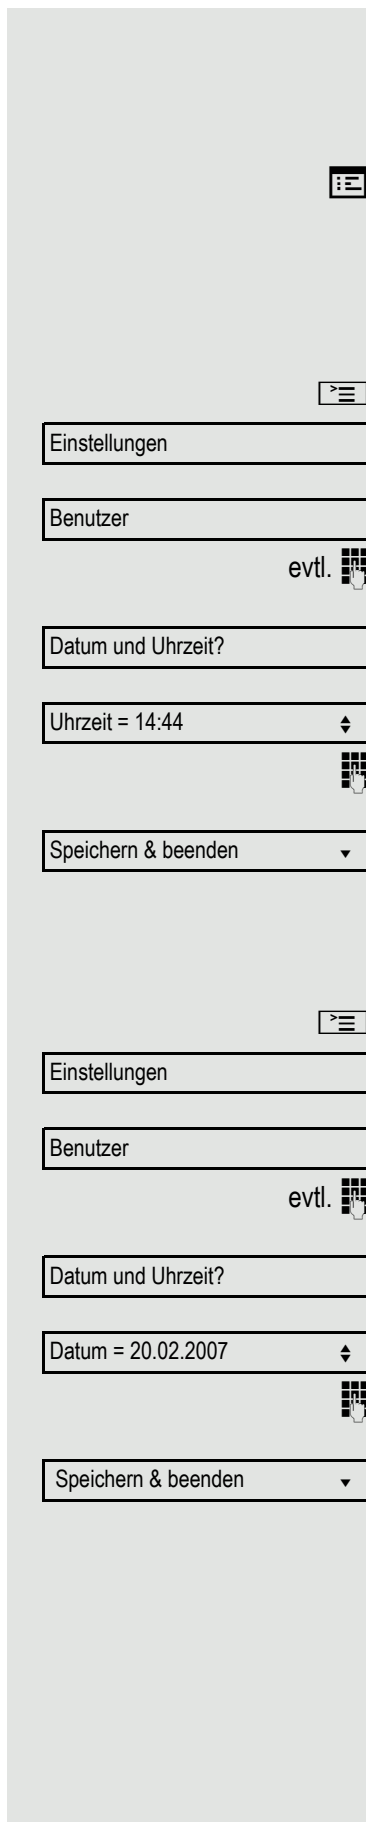 Einstellungen
Benutzer
evtl.
Datum und Uhrzeit?
Uhrzeit = 14:44
Speichern & beenden
Einstellungen
Benutzer
evtl.
Datum und Uhrzeit?
Datum = 20.02.2007
Speichern & beenden